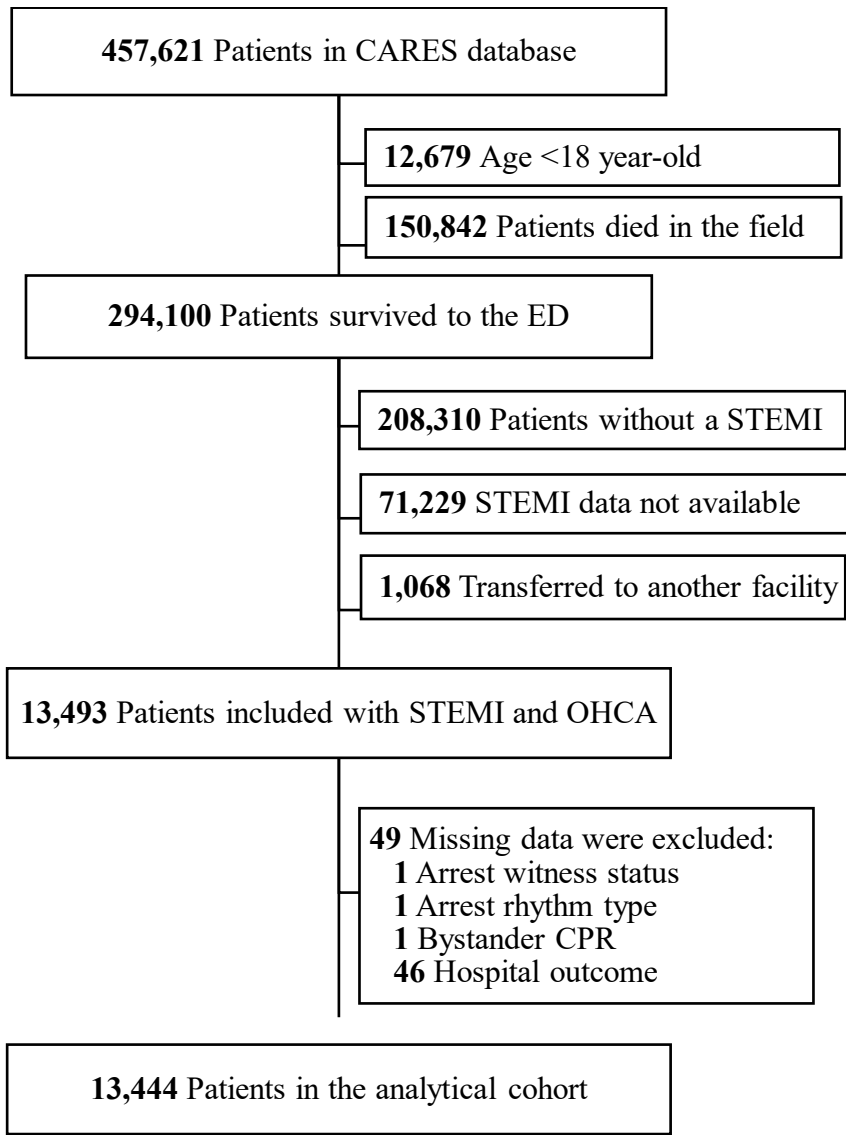 457,621 Patients in CARES database
12,679 Age <18 year-old
150,842 Patients died in the field
294,100 Patients survived to the ED
208,310 Patients without a STEMI
71,229 STEMI data not available
1,068 Transferred to another facility
13,493 Patients included with STEMI and OHCA
49 Missing data were excluded:
1 Arrest witness status
1 Arrest rhythm type
1 Bystander CPR
46 Hospital outcome
13,444 Patients in the analytical cohort